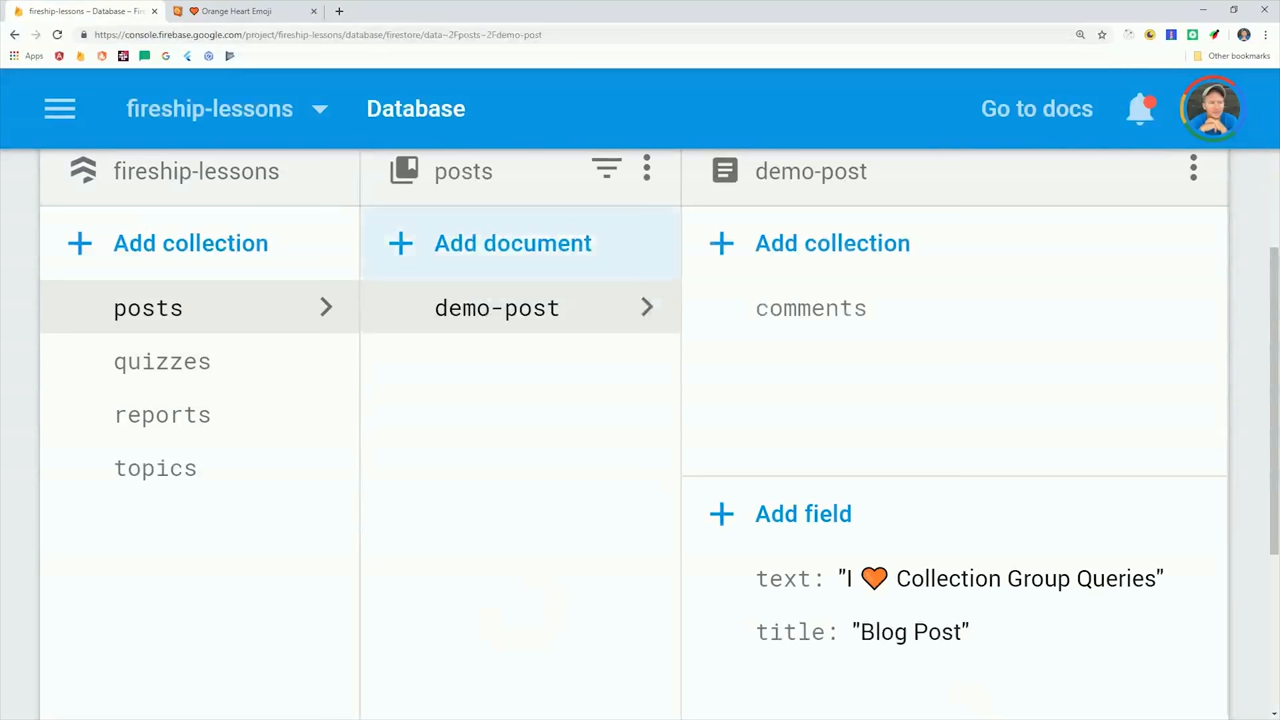 fireship-lessons – Database – Fi
Orange Heart Emoji
https://console.firebase.google.com/project/fireship-lessons/database/firestore/data~2Fposts~2Fdemo-post
Apps
Other bookmarks
fireship-lessons
Database
Go to docs
fireship-lessons
posts
demo-post
Add collection
Add document
Add collection
posts
demo-post
comments
quizzes
reports
topics
Add field
text: "I 🧡 Collection Group Queries"
title: "Blog Post"